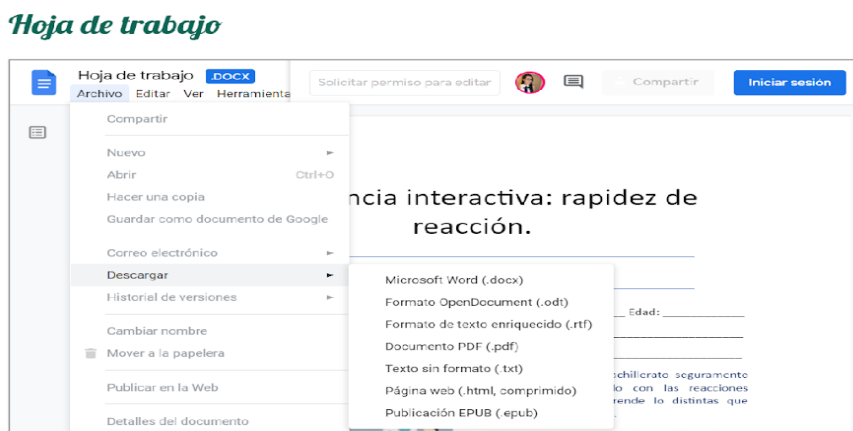 Hoja de trabajo
Hoja de trabajo .DOCX
Archivo Editar Ver Herramienta
Solicitar permiso para editar
Compartir
Iniciar sesión
Compartir
Nuevo
Abrir Ctrl+O
Hacer una copia
Guardar como documento de Google
Correo electrónico
Descargar
Historial de versiones
Cambiar nombre
Mover a la papelera
Publicar en la Web
Detalles del documento
Microsoft Word (.docx)
Formato OpenDocument (.odt)
Formato de texto enriquecido (.rtf)
Documento PDF (.pdf)
Texto sin formato (.txt)
Página web (.html, comprimido)
Publicación EPUB (.epub)
ncia interactiva: rapidez de
reacción.
Edad:
achillerato seguramente
con las reacciones
distintas que